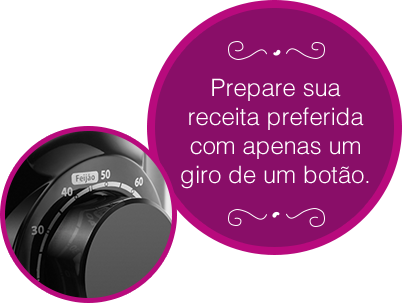 Prepare sua
receita preferida
com apenas um
giro de um botão.
Feijão
30
40
50
60